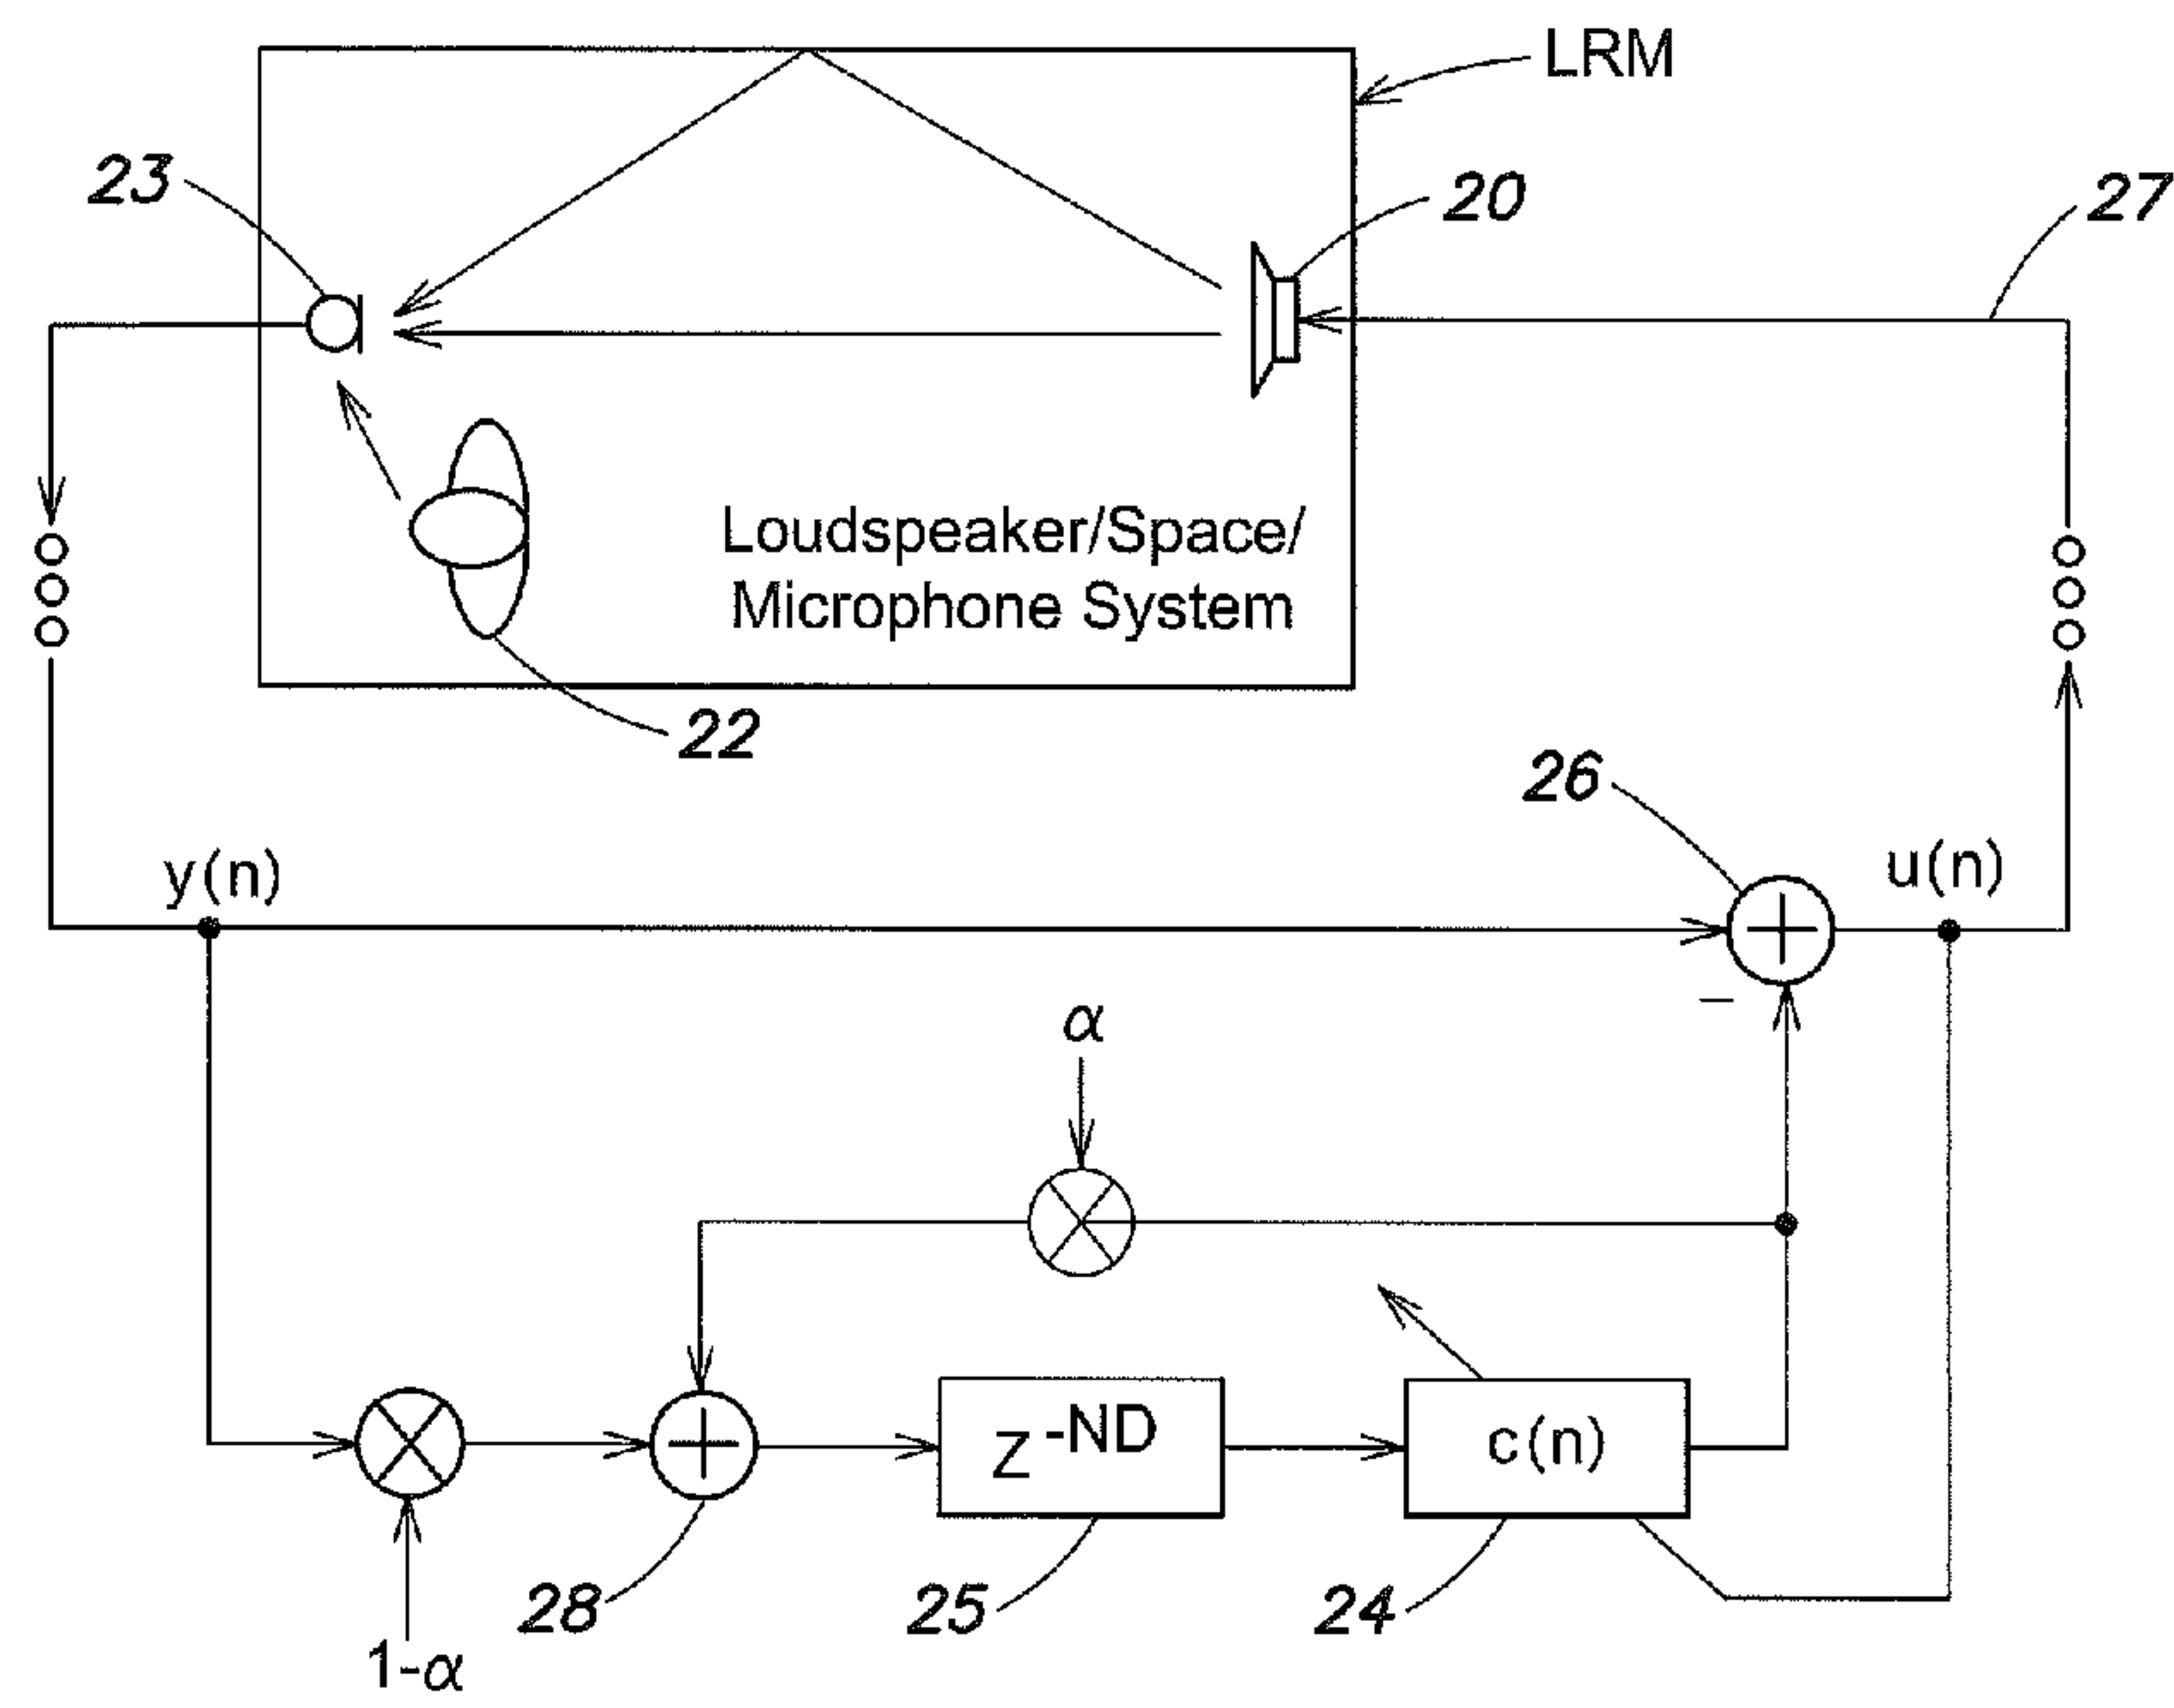 LRM
23
20
27
Loudspeaker/Space/
Microphone System
22
26
y(n)
u(n)
–
α
Z-ND
c(n)
28
25
24
1-α